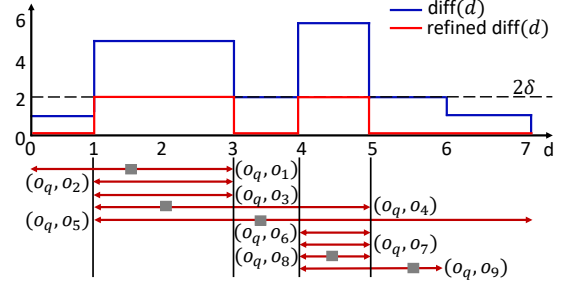 6
4
2
0
diff(d)
refined diff(d)
2δ
0 1 2 3 4 5 6 7 d
(o_q, o_1)
(o_q, o_2)
(o_q, o_3)
(o_q, o_4)
(o_q, o_5)
(o_q, o_6)
(o_q, o_7)
(o_q, o_8)
(o_q, o_9)